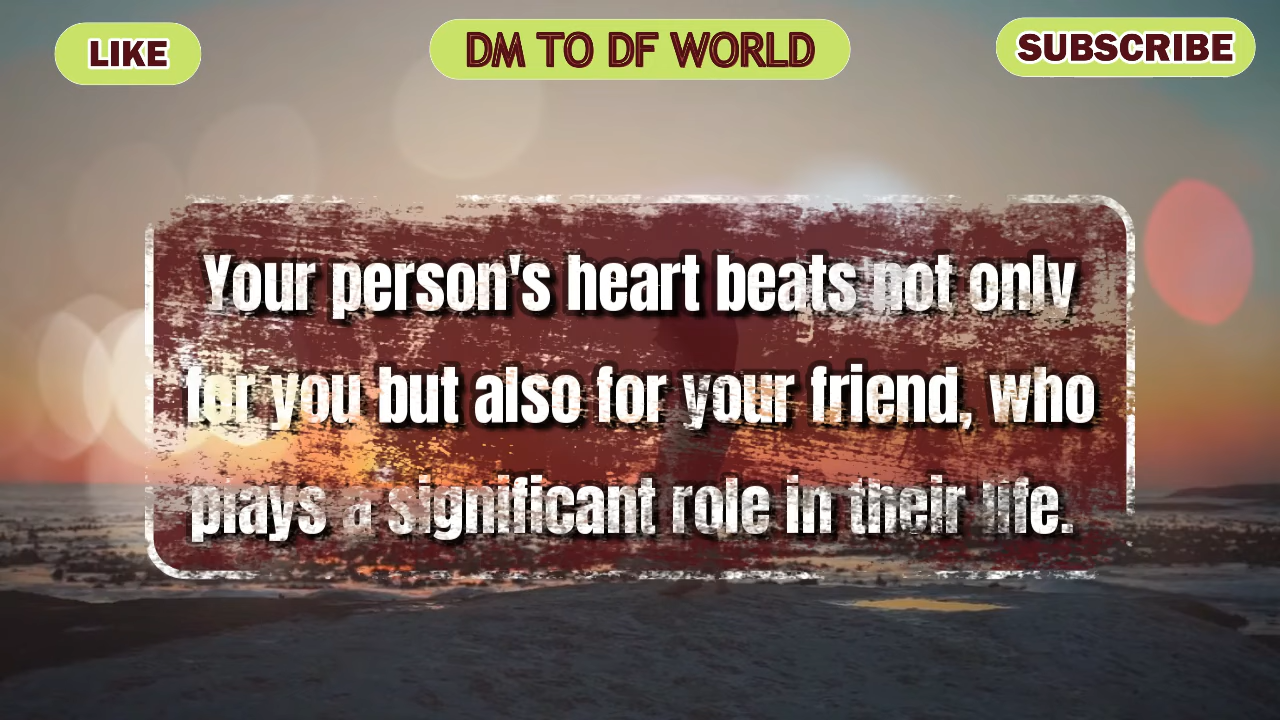 LIKE
DM TO DF WORLD
SUBSCRIBE
Your person's heart beats not only
for you but also for your friend, who
plays a significant role in their life.